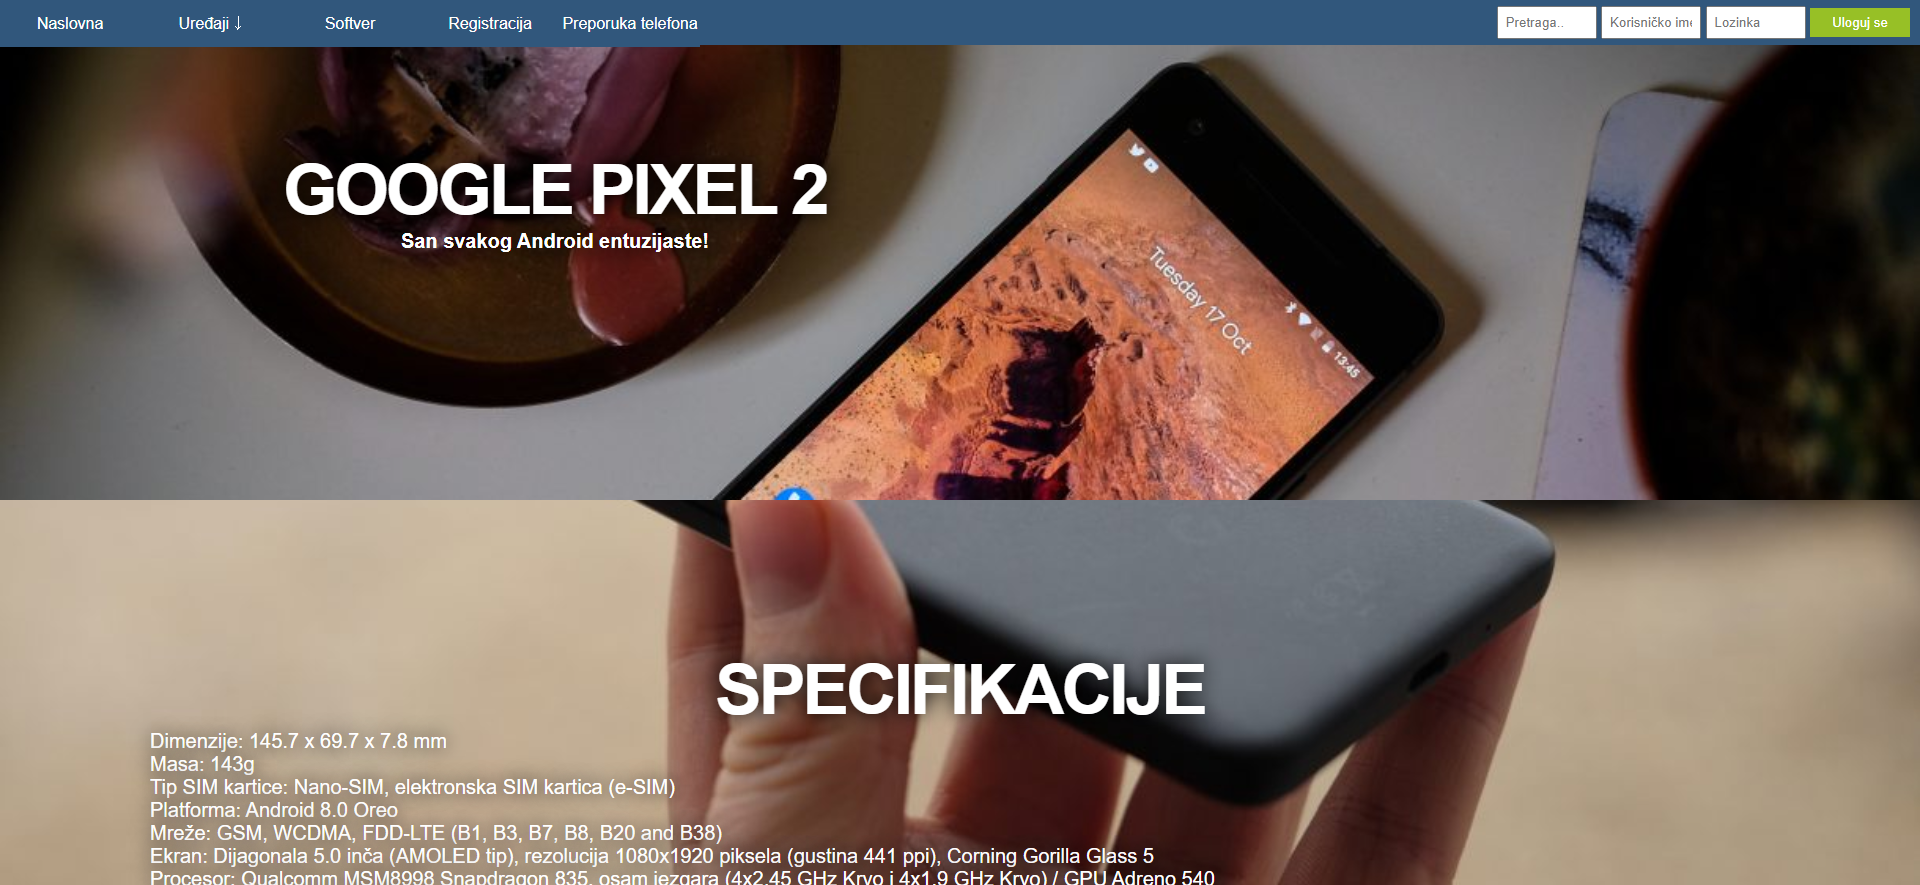 Naslovna
Uređaji ↓
Softver
Registracija
Preporuka telefona
Pretraga..
Korisničko ime
Lozinka
Uloguj se
GOOGLE PIXEL 2
San svakog Android entuzijaste!
Tuesday 17 Oct
13:45
SPECIFIKACIJE
Dimenzije: 145.7 x 69.7 x 7.8 mm
Masa: 143g
Tip SIM kartice: Nano-SIM, elektronska SIM kartica (e-SIM)
Platforma: Android 8.0 Oreo
Mreže: GSM, WCDMA, FDD-LTE (B1, B3, B7, B8, B20 and B38)
Ekran: Dijagonala 5.0 inča (AMOLED tip), rezolucija 1080x1920 piksela (gustina 441 ppi), Corning Gorilla Glass 5
Procesor: Qualcomm MSM8998 Snapdragon 835, osam jezgara (4x2.45 GHz Kryo i 4x1.9 GHz Kryo) / GPU Adreno 540